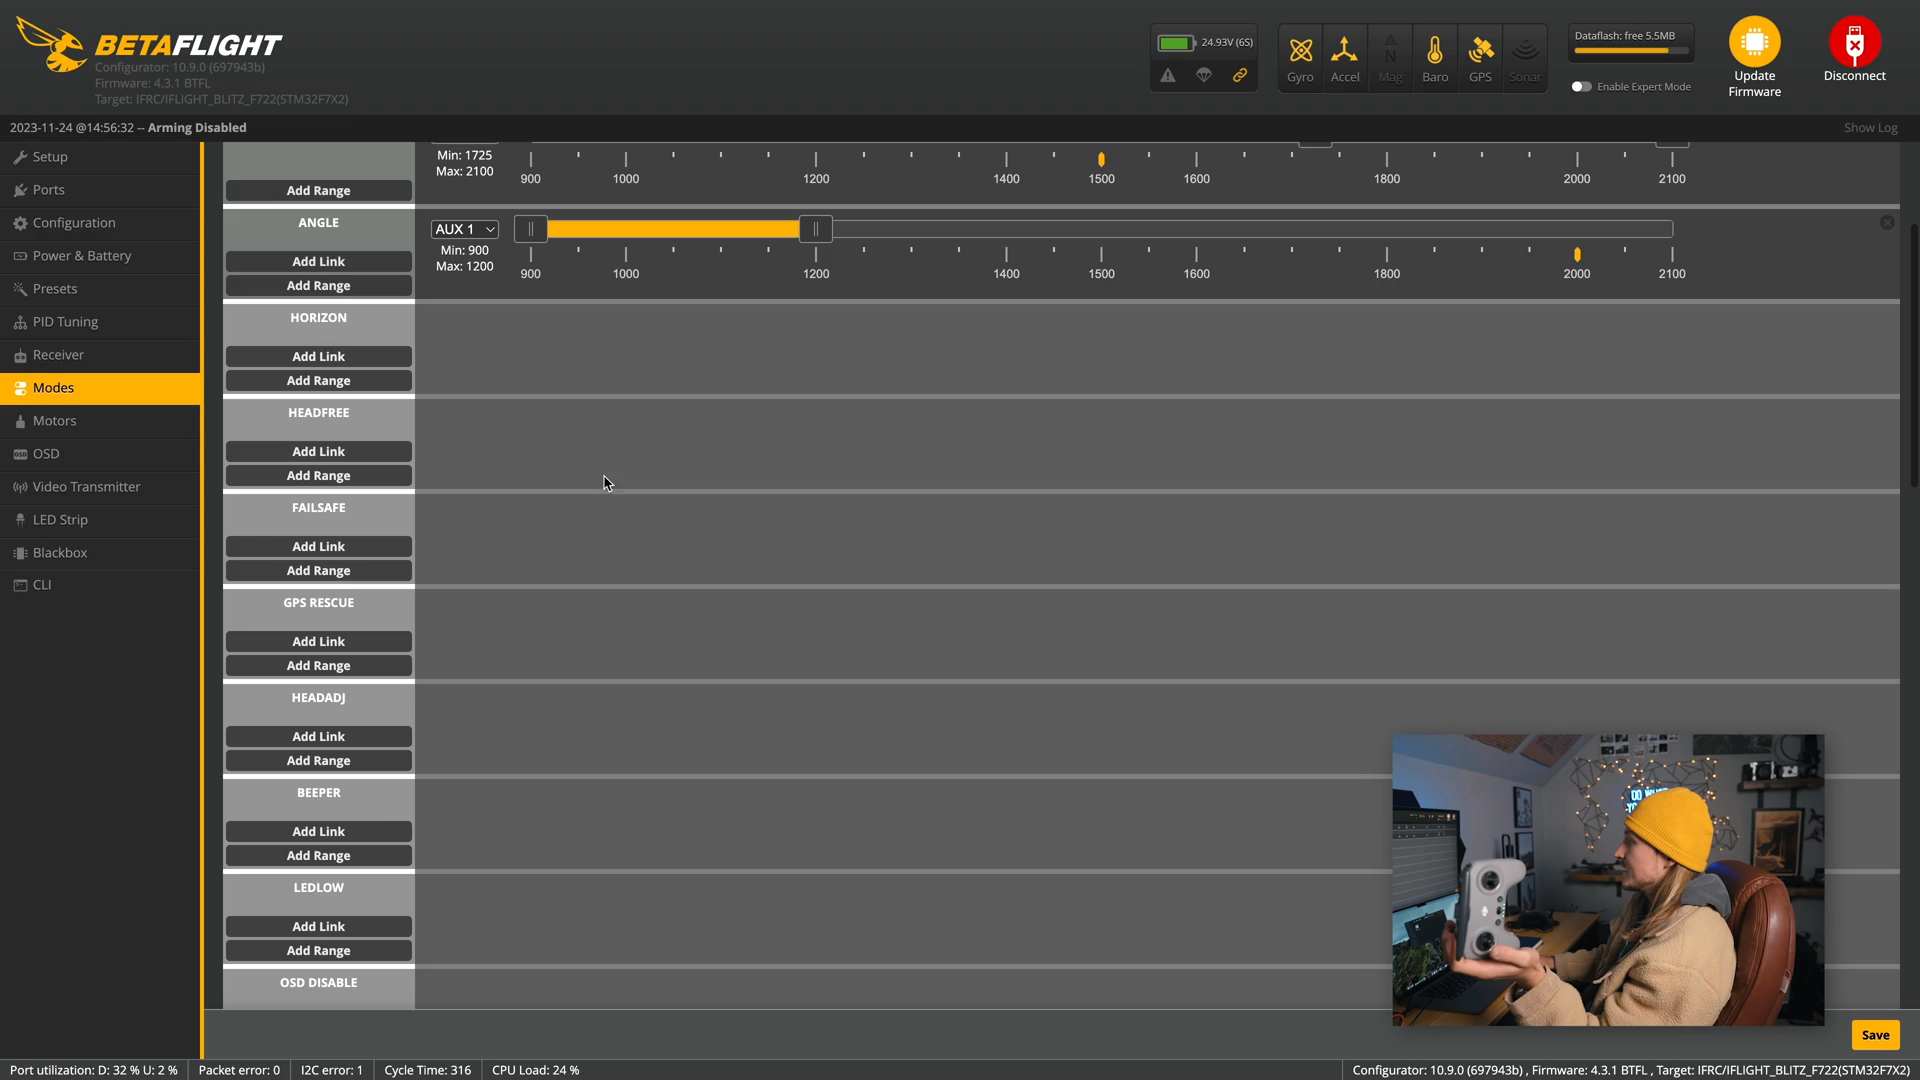 BETAFLIGHT
Configurator: 10.9.0 (697943b)
Firmware: 4.3.1 BTFL
Target: IFRC/IFLIGHT_BLITZ_F722(STM32F7X2)
24.93V (6S)
Gyro
Accel
N
Mag
Baro
GPS
Sonar
Dataflash: free 5.5MB
Enable Expert Mode
Update
Firmware
Disconnect
2023-11-24 @14:56:32 -- Arming Disabled
Show Log
Setup
Ports
Configuration
Power & Battery
Presets
PID Tuning
Receiver
Modes
Motors
OSD
Video Transmitter
LED Strip
Blackbox
CLI
Add Range
Min: 1725
Max: 2100
900 1000 1200 1400 1500 1600 1800 2000 2100
ANGLE
Add Link
Add Range
AUX 1
Min: 900
Max: 1200
900 1000 1200 1400 1500 1600 1800 2000 2100
HORIZON
Add Link
Add Range
HEADFREE
Add Link
Add Range
FAILSAFE
Add Link
Add Range
GPS RESCUE
Add Link
Add Range
HEADADJ
Add Link
Add Range
BEEPER
Add Link
Add Range
LEDLOW
Add Link
Add Range
OSD DISABLE
Save
Port utilization: D: 32 % U: 2 %
Packet error: 0
I2C error: 1
Cycle Time: 316
CPU Load: 24 %
Configurator: 10.9.0 (697943b) , Firmware: 4.3.1 BTFL , Target: IFRC/IFLIGHT_BLITZ_F722(STM32F7X2)